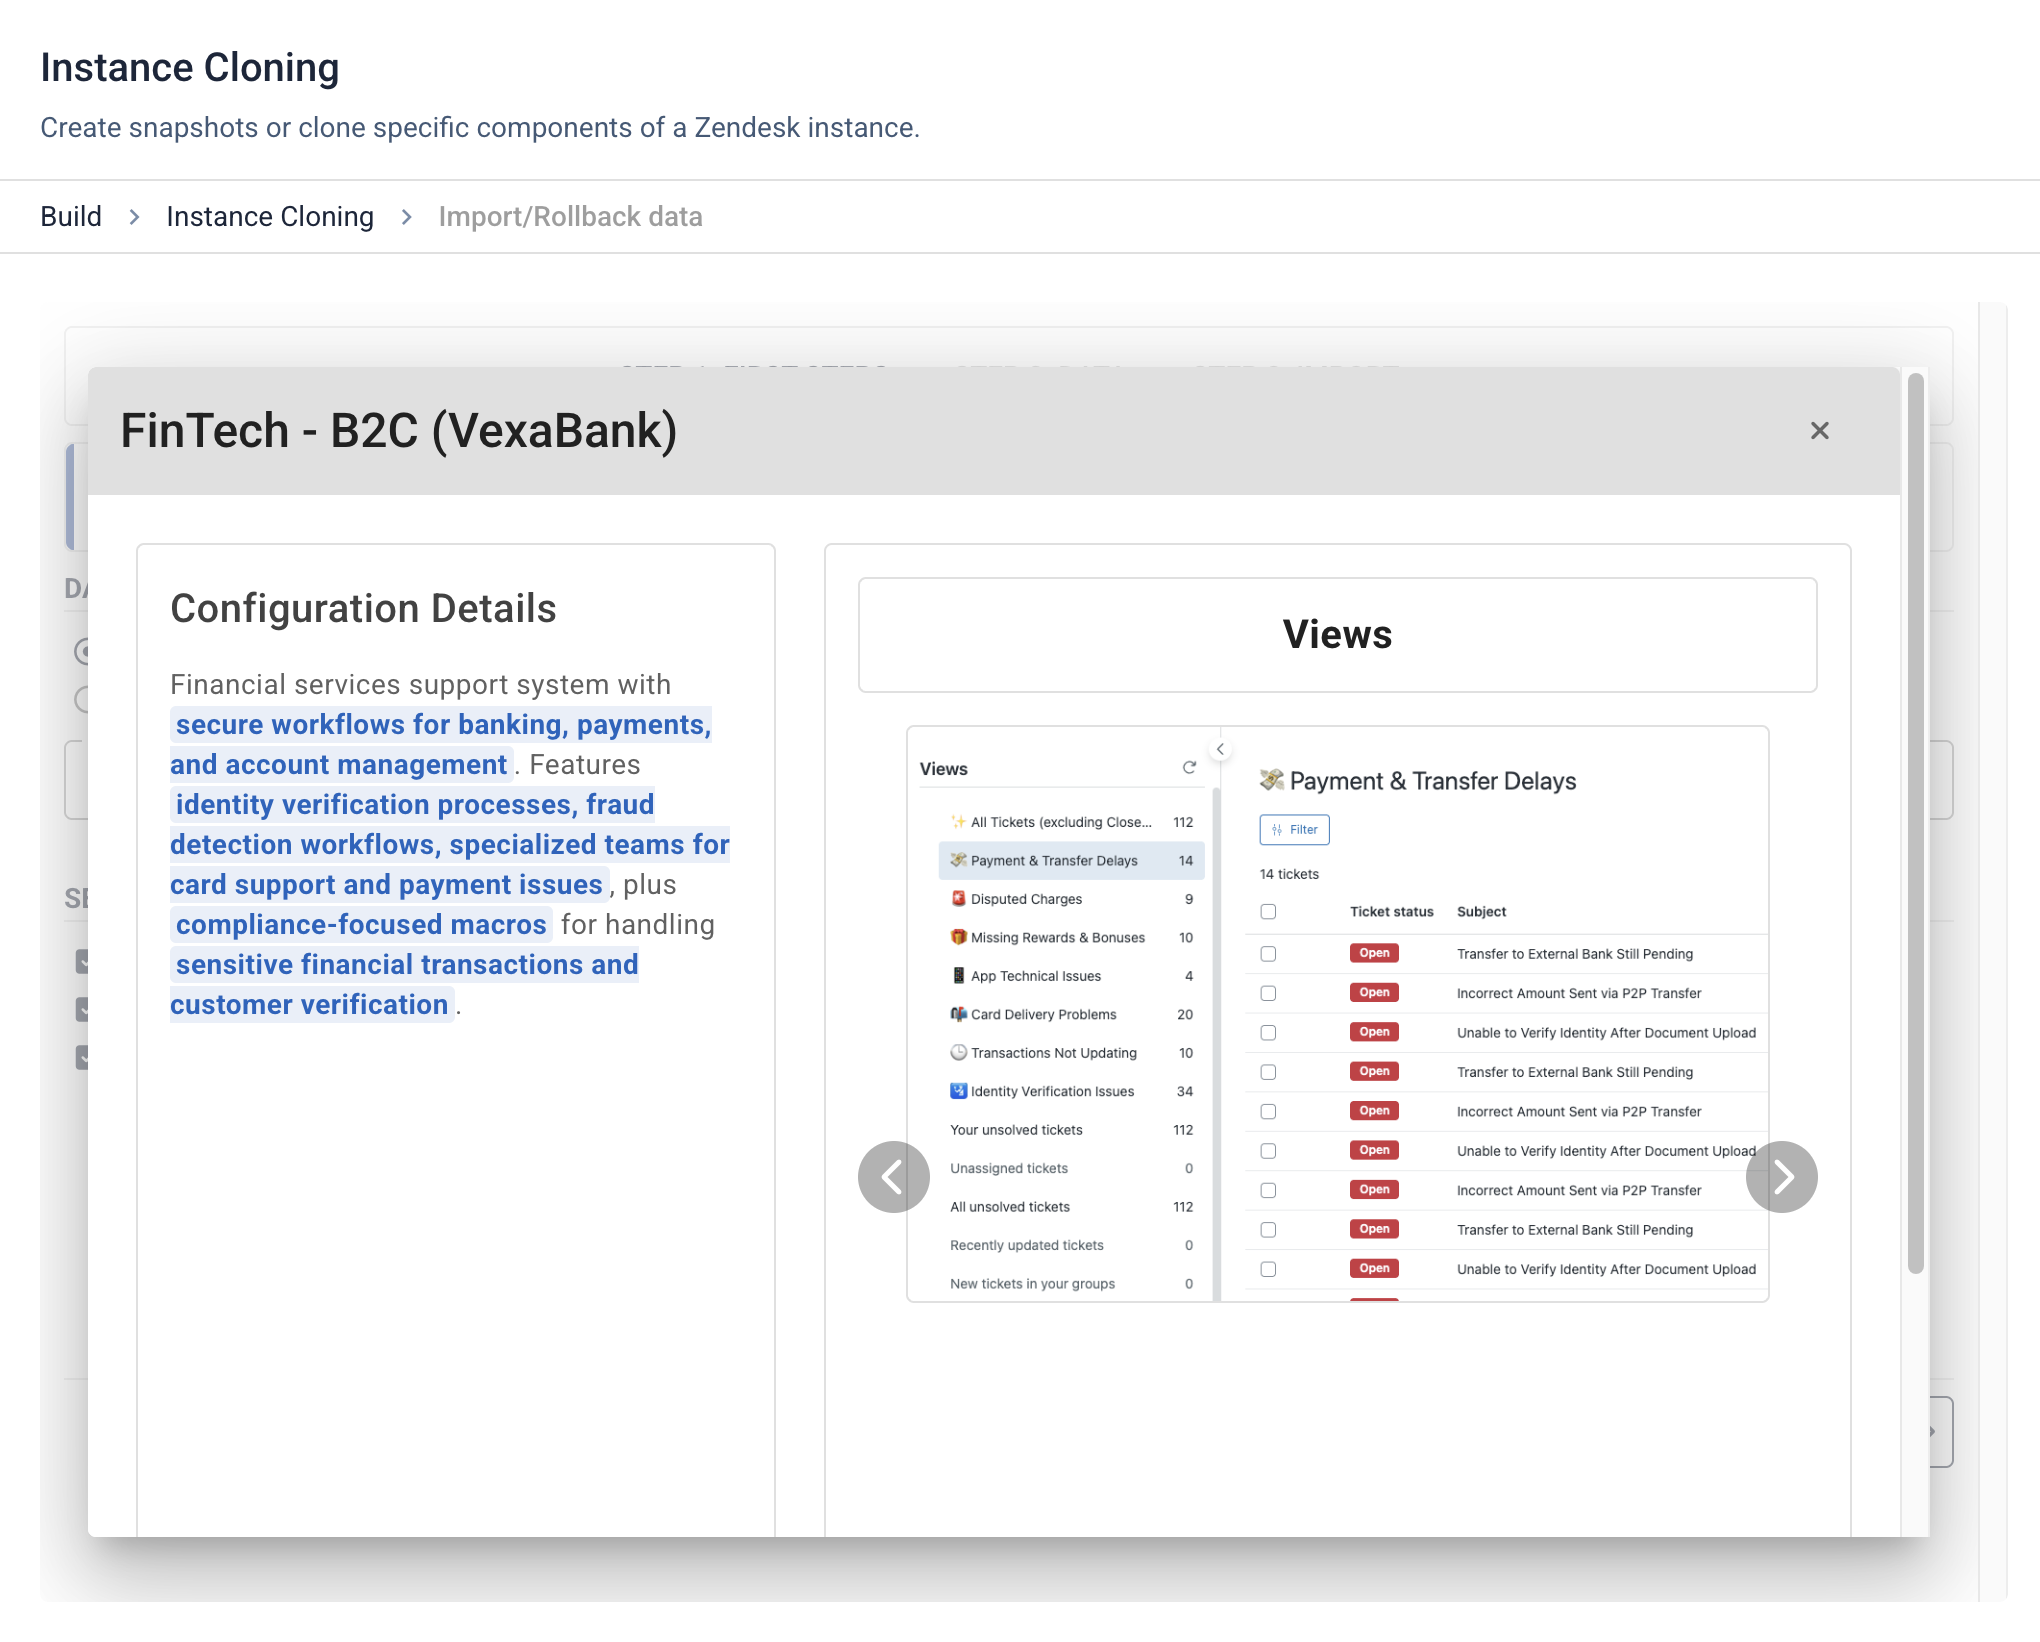 Instance Cloning
Create snapshots or clone specific components of a Zendesk instance.
Build > Instance Cloning > Import/Rollback data
FinTech - B2C (VexaBank)
Configuration Details
Financial services support system with
secure workflows for banking, payments,
and account management. Features
identity verification processes, fraud
detection workflows, specialized teams for
card support and payment issues, plus
compliance-focused macros for handling
sensitive financial transactions and
customer verification.
Views
Views
✨ All Tickets (excluding Close... 112
💸 Payment & Transfer Delays 14
🚨 Disputed Charges 9
🎁 Missing Rewards & Bonuses 10
📱 App Technical Issues 4
📬 Card Delivery Problems 20
🕒 Transactions Not Updating 10
🛂 Identity Verification Issues 34
Your unsolved tickets 112
Unassigned tickets 0
All unsolved tickets 112
Recently updated tickets 0
New tickets in your groups 0
💸 Payment & Transfer Delays
Filter
14 tickets
Ticket status Subject
Open Transfer to External Bank Still Pending
Open Incorrect Amount Sent via P2P Transfer
Open Unable to Verify Identity After Document Upload
Open Transfer to External Bank Still Pending
Open Incorrect Amount Sent via P2P Transfer
Open Unable to Verify Identity After Document Upload
Open Incorrect Amount Sent via P2P Transfer
Open Transfer to External Bank Still Pending
Open Unable to Verify Identity After Document Upload